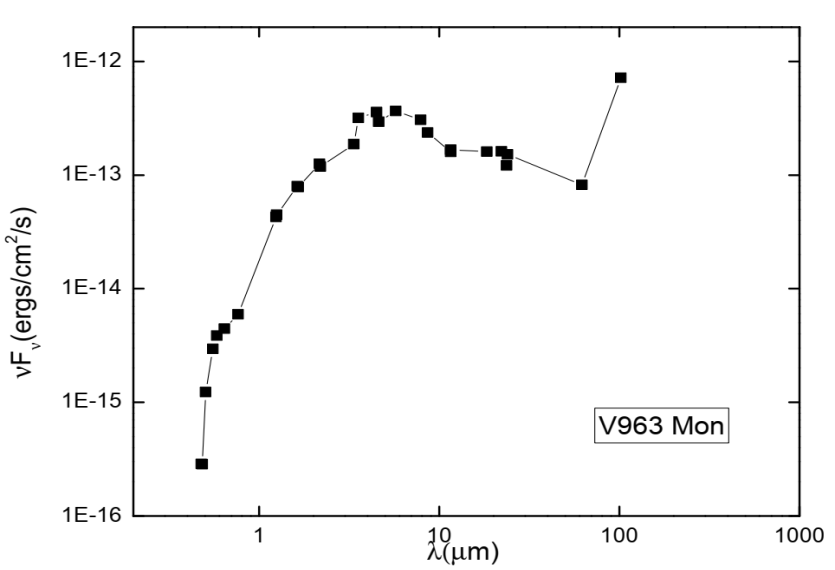 1E-12
1E-13
1E-14
1E-15
1E-16
νFν(ergs/cm2/s)
V963 Mon
1 10 100 1000
λ(μm)